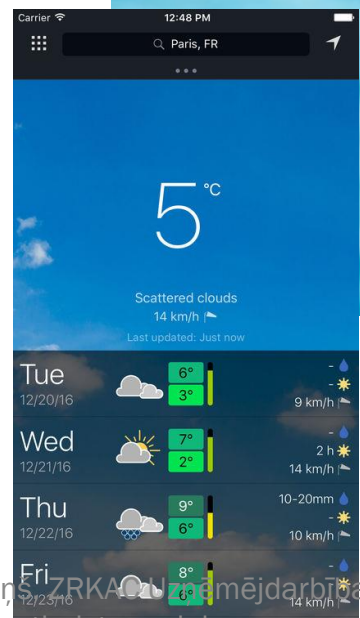 Carrier 12:48 PM
Paris, FR
5 °C
Scattered clouds
14 km/h
Last updated: Just now
Tue 6° -
3° -
12/20/16 9 km/h
Wed 7° -
2° 2 h
12/21/16 14 km/h
Thu 9° 10-20mm
6° -
12/22/16 10 km/h
Fri 8° -
6° -
12/23/16 14 km/h